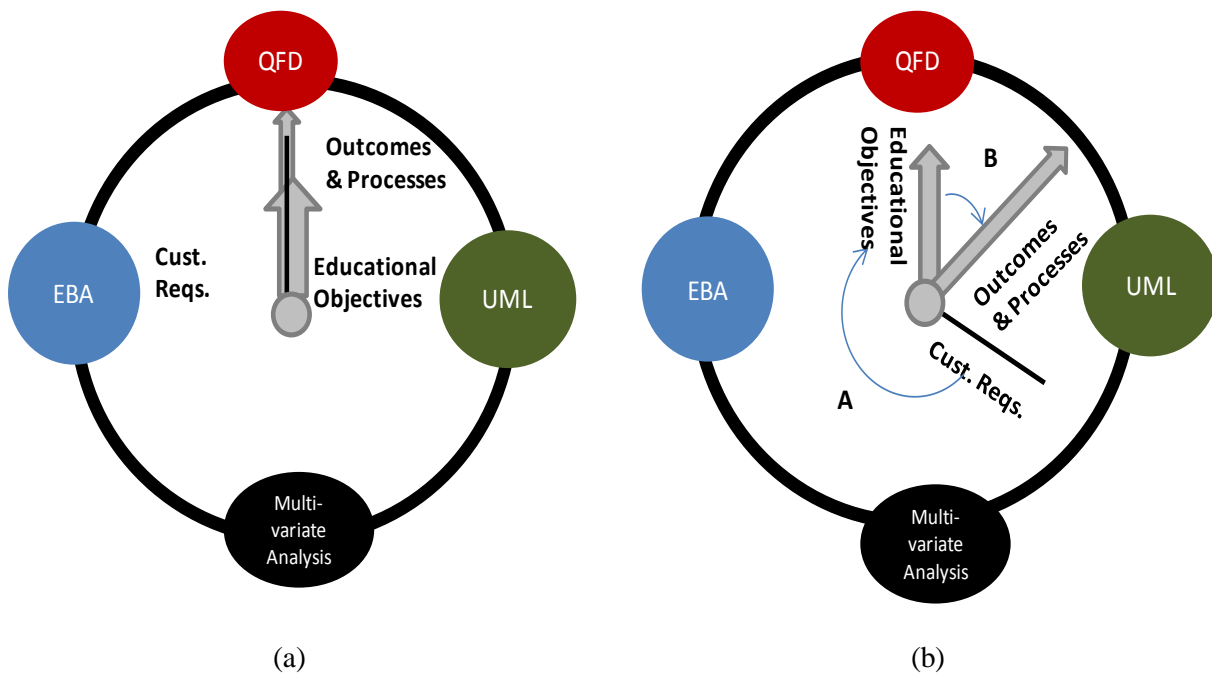 QFD
Outcomes
& Processes
Cust.
Reqs.
Educational
Objectives
EBA
UML
Multi-
variate
Analysis
(a)
QFD
Educational
Objectives
B
Outcomes
& Processes
EBA
UML
Cust. Reqs.
A
Multi-
variate
Analysis
(b)